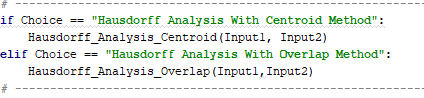 # -------------------------------------------------------
if Choice == "Hausdorff Analysis With Centroid Method":
    Hausdorff_Analysis_Centroid(Input1, Input2)
elif Choice == "Hausdorff Analysis With Overlap Method":
    Hausdorff_Analysis_Overlap(Input1,Input2)
# -------------------------------------------------------